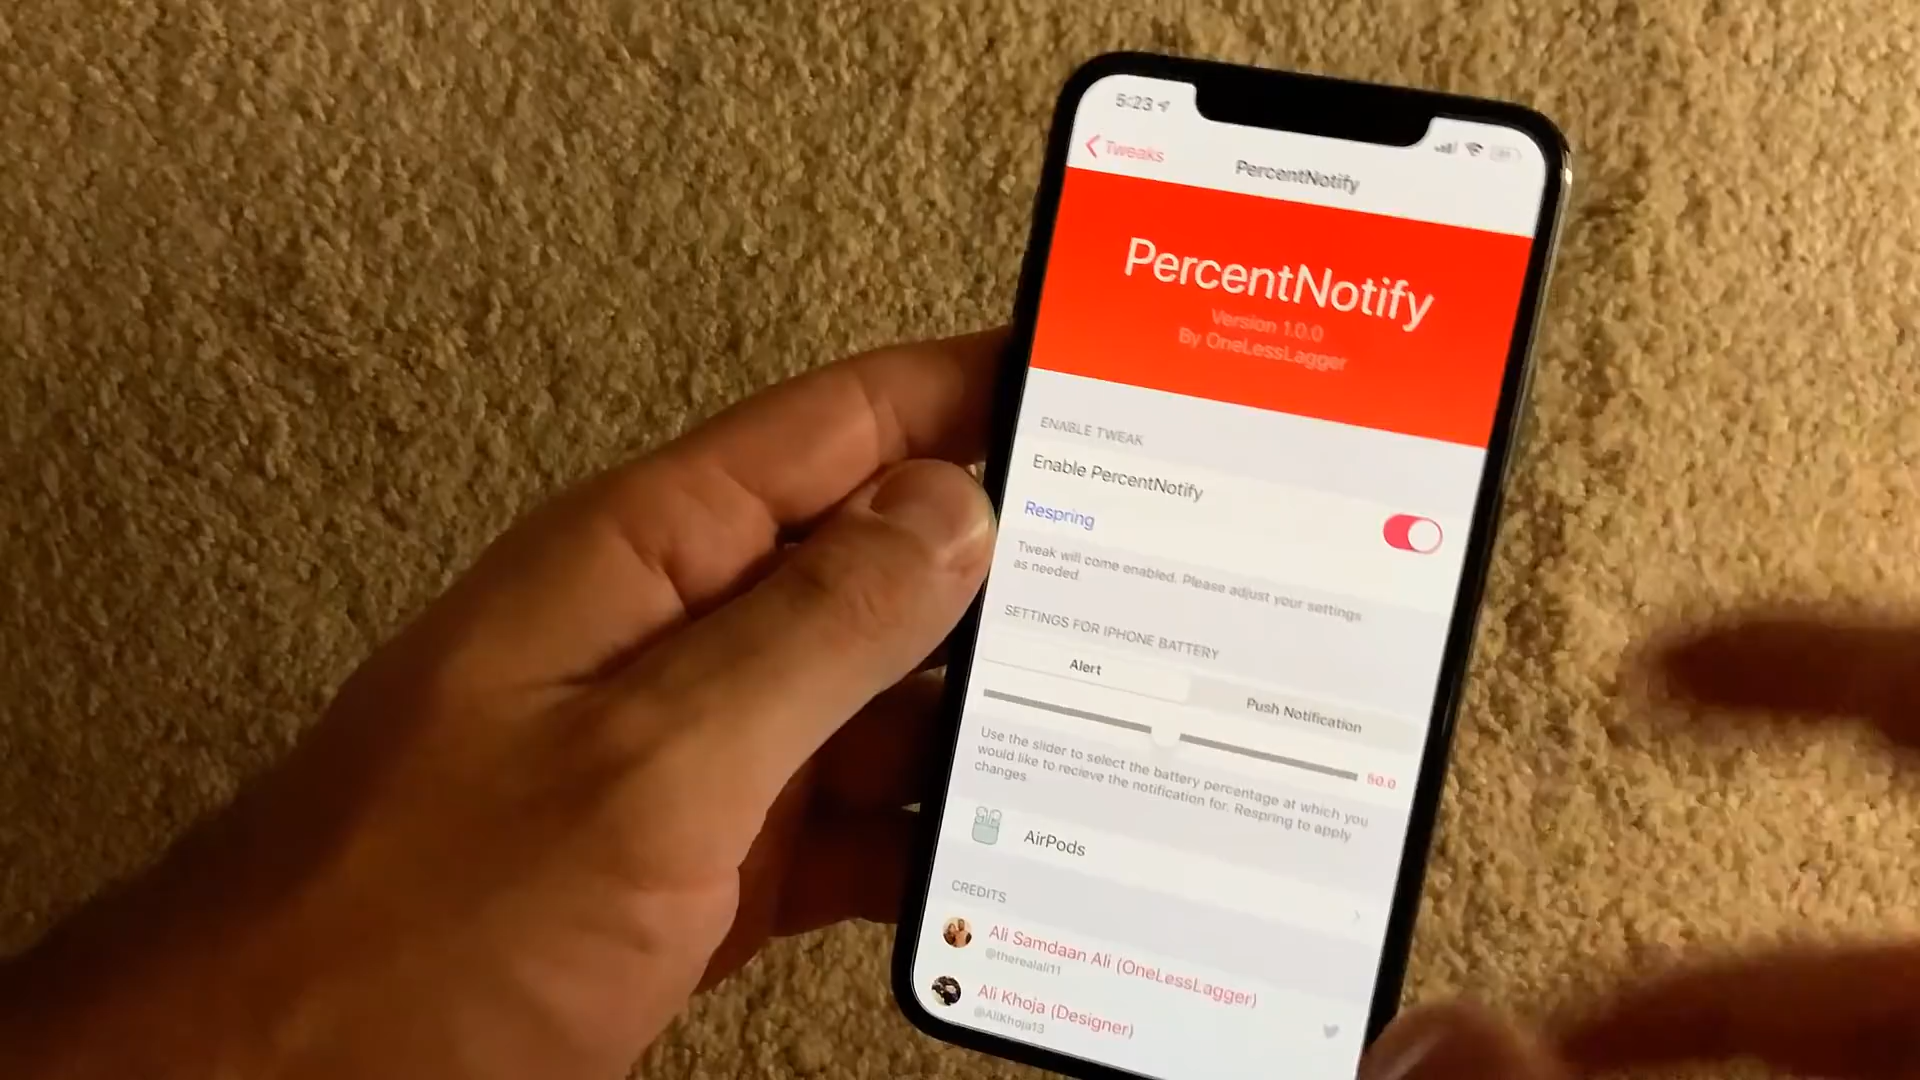 5:23
Tweaks
PercentNotify
PercentNotify
Version 1.0.0
By OneLessLagger
ENABLE TWEAK
Enable PercentNotify
Respring
Tweak will come enabled. Please adjust your settings
as needed.
SETTINGS FOR IPHONE BATTERY
Alert
Push Notification
50.0
Use the slider to select the battery percentage at which you
would like to recieve the notification for. Respring to apply
changes.
AirPods
CREDITS
Ali Samdaan Ali (OneLessLagger)
@therealali11
Ali Khoja (Designer)
@AliKhoja13